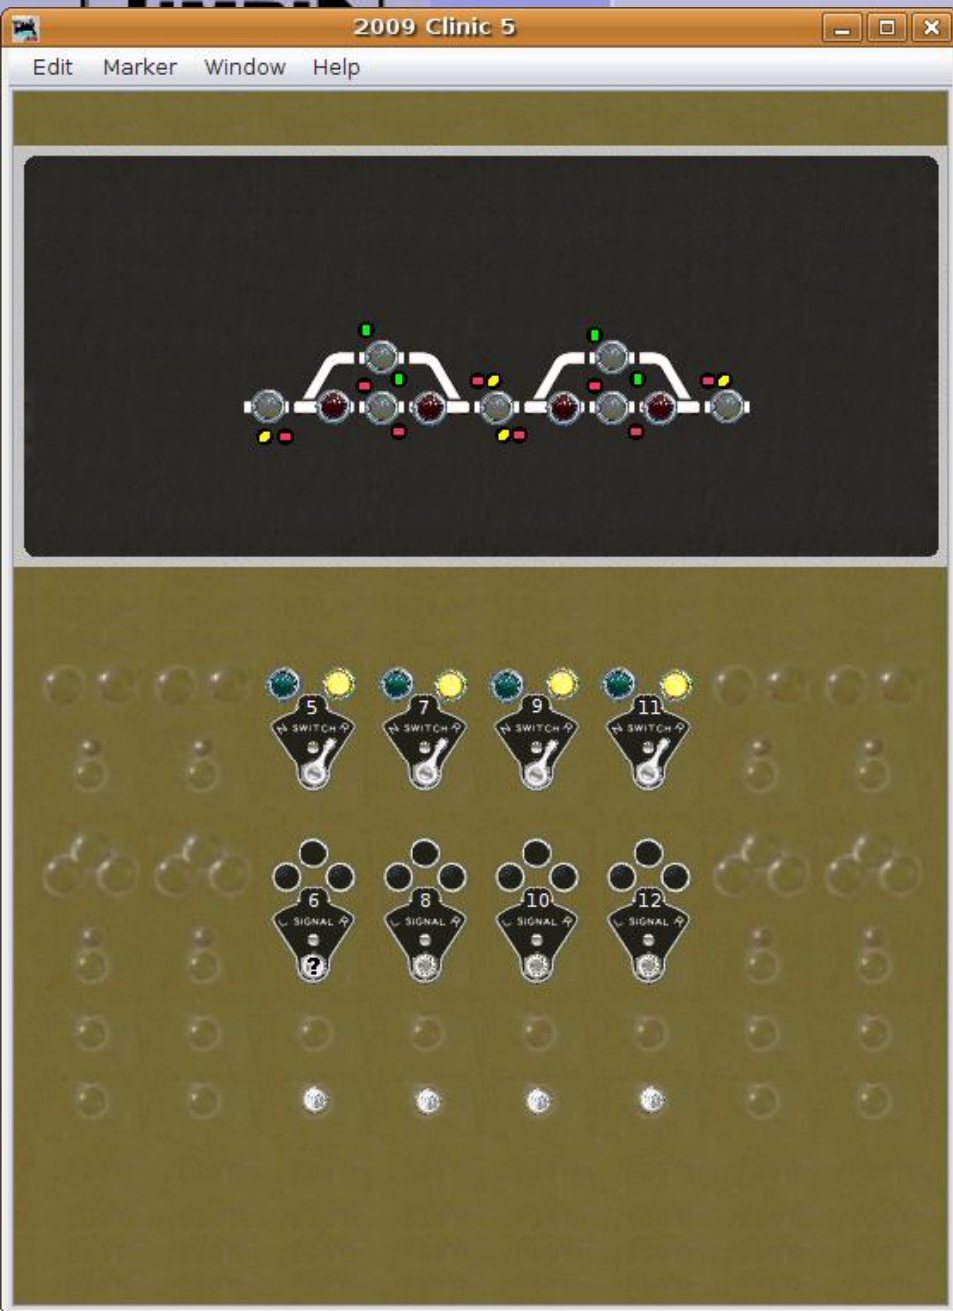 2009 Clinic 5
Edit Marker Window Help
5 7 9 11
SWITCH R SWITCH R SWITCH R SWITCH R
6 8 10 12
L SIGNAL R L SIGNAL R L SIGNAL R L SIGNAL R
?